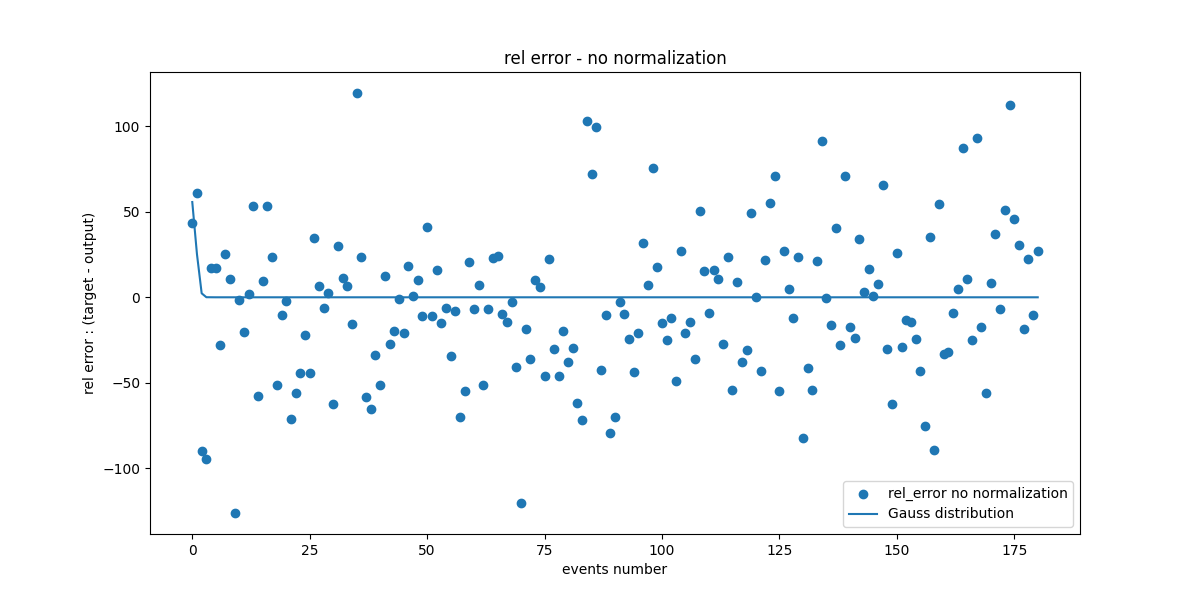 rel error - no normalization
rel error : (target - output)
100
50
0
−50
−100
0
25
50
75
100
125
150
175
events number
rel_error no normalization
Gauss distribution